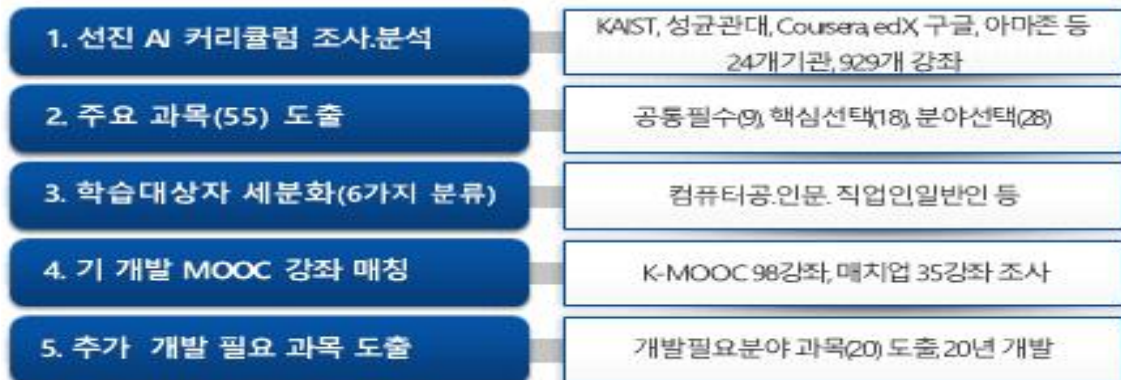 1. 선진 AI 커리큘럼 조사.분석
KAIST, 성균관대, Coursera, edX, 구글, 아마존 등
24개기관, 929개 강좌
2. 주요 과목(55) 도출
공통필수(9), 핵심선택(18), 분야선택(28)
3. 학습대상자 세분화(6가지 분류)
컴퓨터공.인문. 직업인,일반인 등
4. 기 개발 MOOC 강좌 매칭
K-MOOC 98강좌, 매치업 35강좌 조사
5. 추가 개발 필요 과목 도출
개발필요분야 과목(20) 도출, 20년 개발